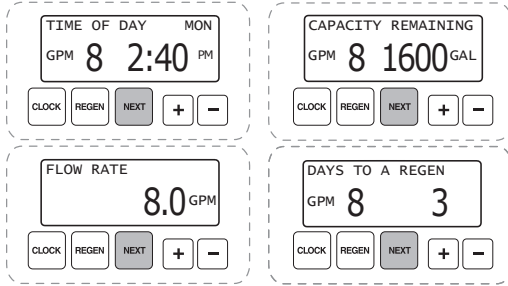 TIME OF DAY MON
GPM 8 2:40 PM
CLOCK REGEN NEXT + -
CAPACITY REMAINING
GPM 8 1600 GAL
CLOCK REGEN NEXT + -
FLOW RATE
8.0 GPM
CLOCK REGEN NEXT + -
DAYS TO A REGEN
GPM 8 3
CLOCK REGEN NEXT + -